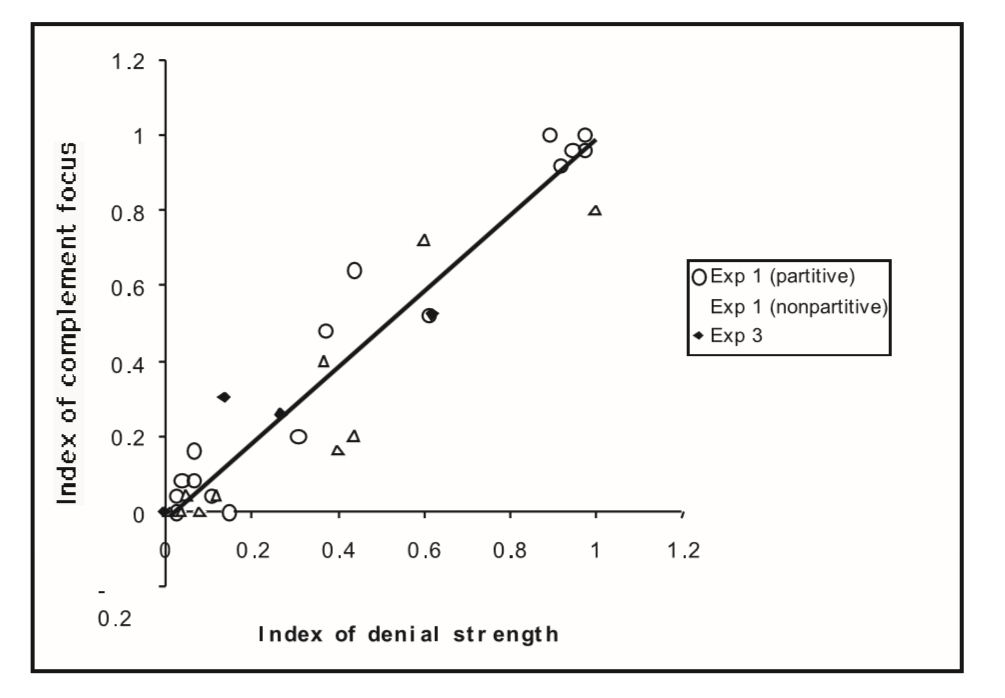 1.2
1
0.8
0.6
0.4
0.2
0
-
0.2
Index of complement focus
0 0.2 0.4 0.6 0.8 1 1.2
Index of denial strength
Exp 1 (partitive)
Exp 1 (nonpartitive)
Exp 3